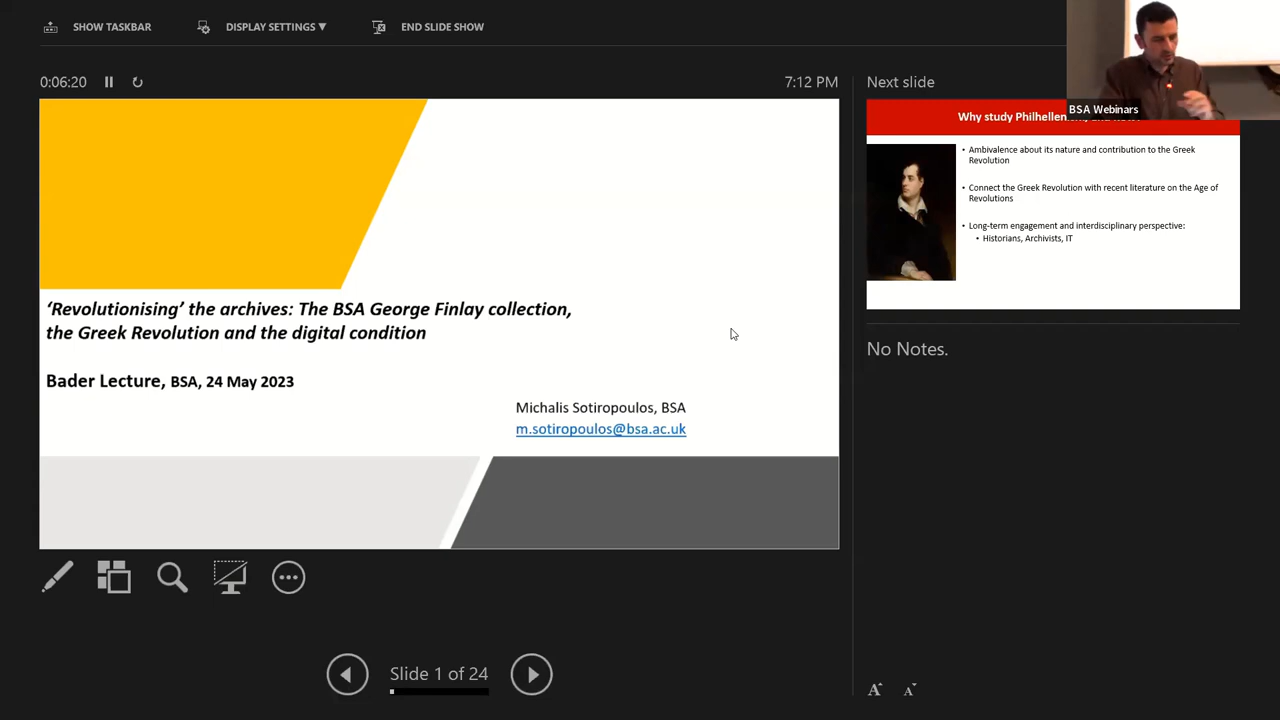 SHOW TASKBAR
DISPLAY SETTINGS ▼
END SLIDE SHOW
0:06:20
7:12 PM
Next slide
BSA Webinars
‘Revolutionising’ the archives: The BSA George Finlay collection,
the Greek Revolution and the digital condition
Bader Lecture, BSA, 24 May 2023
Michalis Sotiropoulos, BSA
m.sotiropoulos@bsa.ac.uk
Why study
• Ambivalence about its nature and contribution to the Greek
Revolution
• Connect the Greek Revolution with recent literature on the Age of
Revolutions
• Long-term engagement and interdisciplinary perspective:
• Historians, Archivists, IT
No Notes.
Slide 1 of 24
A A